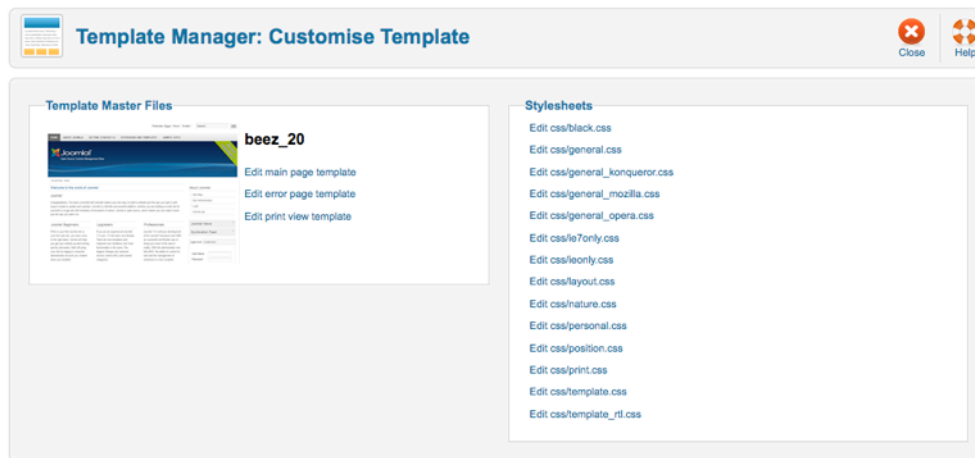 Template Manager: Customise Template
Close
Help
Template Master Files
beez_20
Edit main page template
Edit error page template
Edit print view template
Joomla!
Stylesheets
Edit css/black.css
Edit css/general.css
Edit css/general_konqueror.css
Edit css/general_mozilla.css
Edit css/general_opera.css
Edit css/ie7only.css
Edit css/ieonly.css
Edit css/layout.css
Edit css/nature.css
Edit css/personal.css
Edit css/position.css
Edit css/print.css
Edit css/template.css
Edit css/template_rtl.css